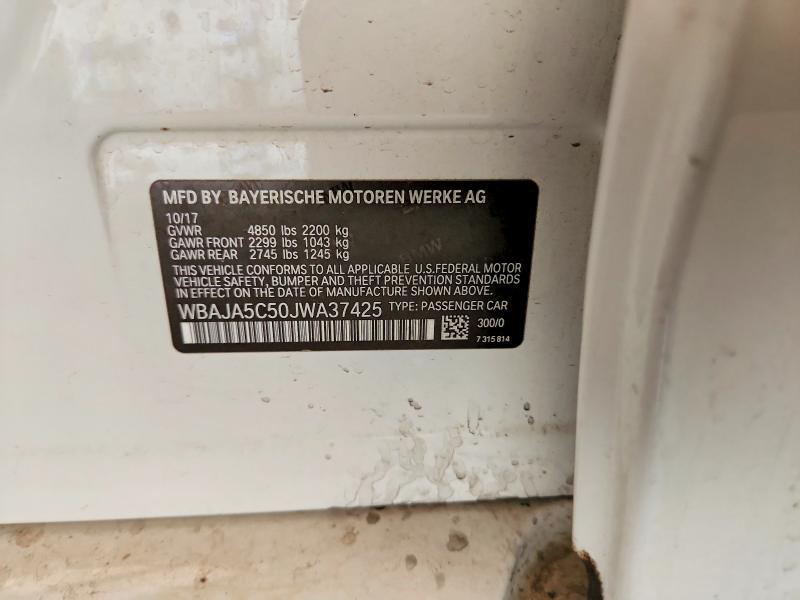 MFD BY BAYERISCHE MOTOREN WERKE AG
10/17
GVWR 4850 lbs 2200 kg
GAWR FRONT 2299 lbs 1043 kg
GAWR REAR 2745 lbs 1245 kg
THIS VEHICLE CONFORMS TO ALL APPLICABLE U.S.FEDERAL MOTOR
VEHICLE SAFETY, BUMPER AND THEFT PREVENTION STANDARDS
IN EFFECT ON THE DATE OF MANUFACTURE SHOWN ABOVE.
WBAJA5C50JWA37425 TYPE: PASSENGER CAR
300/0
7 315 814